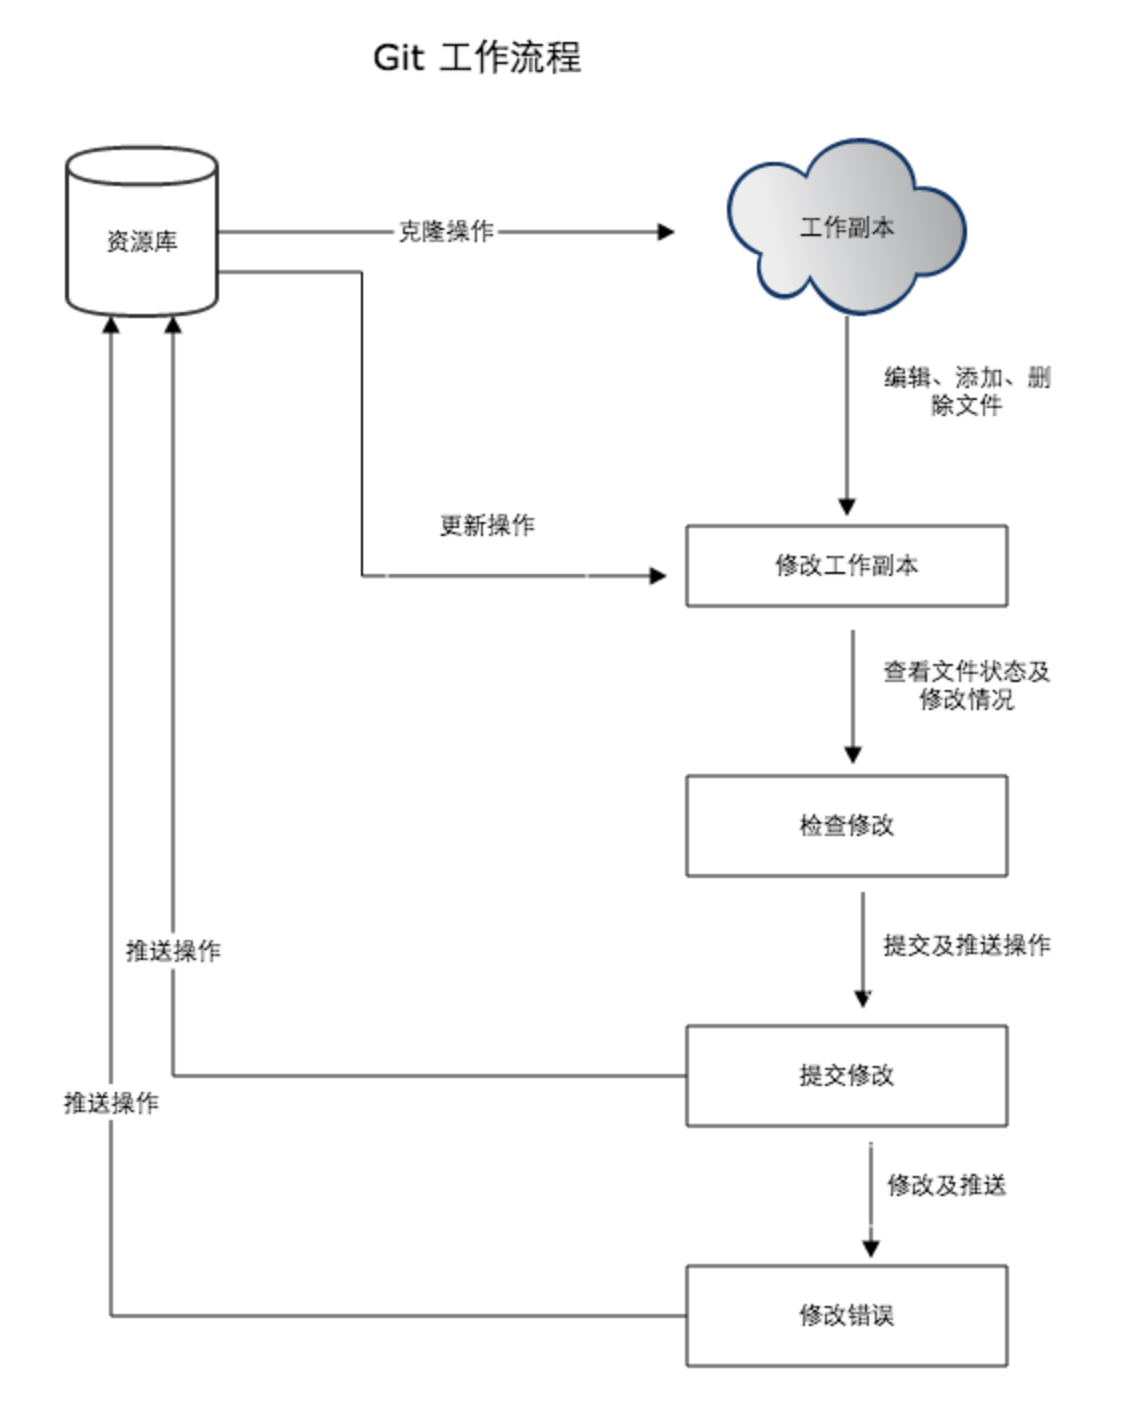 Git 工作流程
资源库
克隆操作
工作副本
编辑、添加、删
除文件
更新操作
修改工作副本
查看文件状态及
修改情况
检查修改
推送操作
提交及推送操作
提交修改
推送操作
修改及推送
修改错误